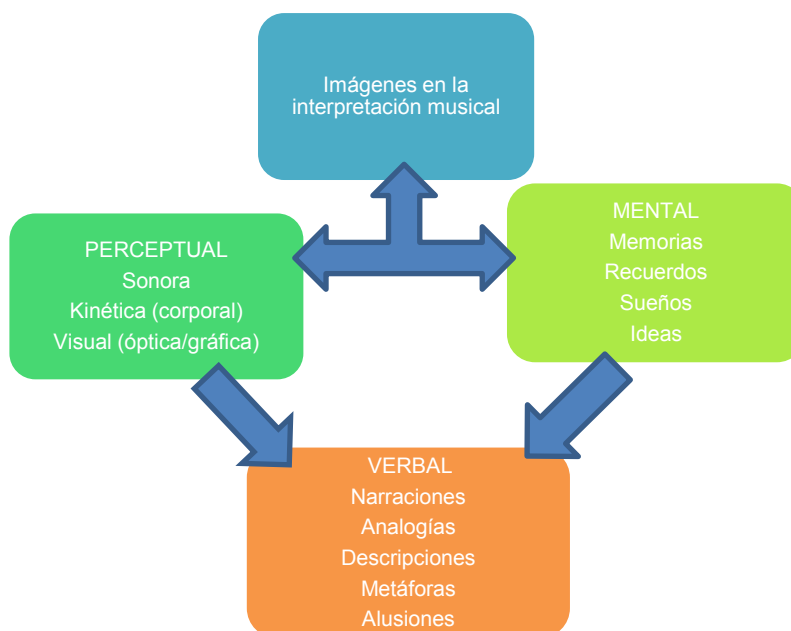 Imágenes en la
interpretación musical
PERCEPTUAL
Sonora
Kinética (corporal)
Visual (óptica/gráfica)
MENTAL
Memorias
Recuerdos
Sueños
Ideas
VERBAL
Narraciones
Analogías
Descripciones
Metáforas
Alusiones